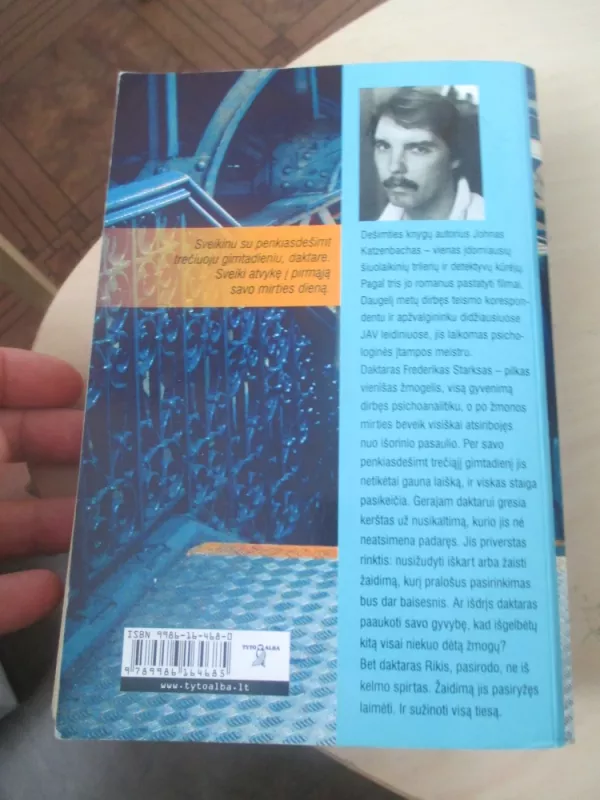 Sveikinu su penkiasdešimt
trečiuoju gimtadieniu, daktare.
Sveiki atvykę į pirmąją
savo mirties dieną.
Dešimties knygų autorius Johnas
Katzenbachas – vienas įdomiausių
šiuolaikinių trilerių ir detektyvų kūrėjų.
Pagal tris jo romanus pastatyti filmai.
Daugelį metų dirbęs teismo korespon-
dentu ir apžvalgininku didžiausiuose
JAV leidiniuose, jis laikomas psicho-
loginės įtampos meistru.
Daktaras Frederikas Starksas – pilkas
vienišas žmogelis, visą gyvenimą
dirbęs psichoanalitiku, o po žmonos
mirties beveik visiškai atsiribojęs
nuo išorinio pasaulio. Per savo
penkiasdešimt trečiąjį gimtadienį jis
netikėtai gauna laišką, ir viskas staiga
pasikeičia. Gerajam daktarui gresia
kerštas už nusikaltimą, kurio jis nė
neatsimena padaręs. Jis priverstas
rinktis: nusižudyti iškart arba žaisti
žaidimą, kurį pralošus pasirinkimas
bus dar baisesnis. Ar išdrįs daktaras
paaukoti savo gyvybę, kad išgelbėtų
kitą visai niekuo dėtą žmogų?
Bet daktaras Rikis, pasirodo, ne iš
kelmo spirtas. Žaidimą jis pasiryžęs
laimėti. Ir sužinoti visą tiesą.
ISBN 9986-16-468-0
TYTO ALBA
9 789986 164685
www.tytoalba.lt